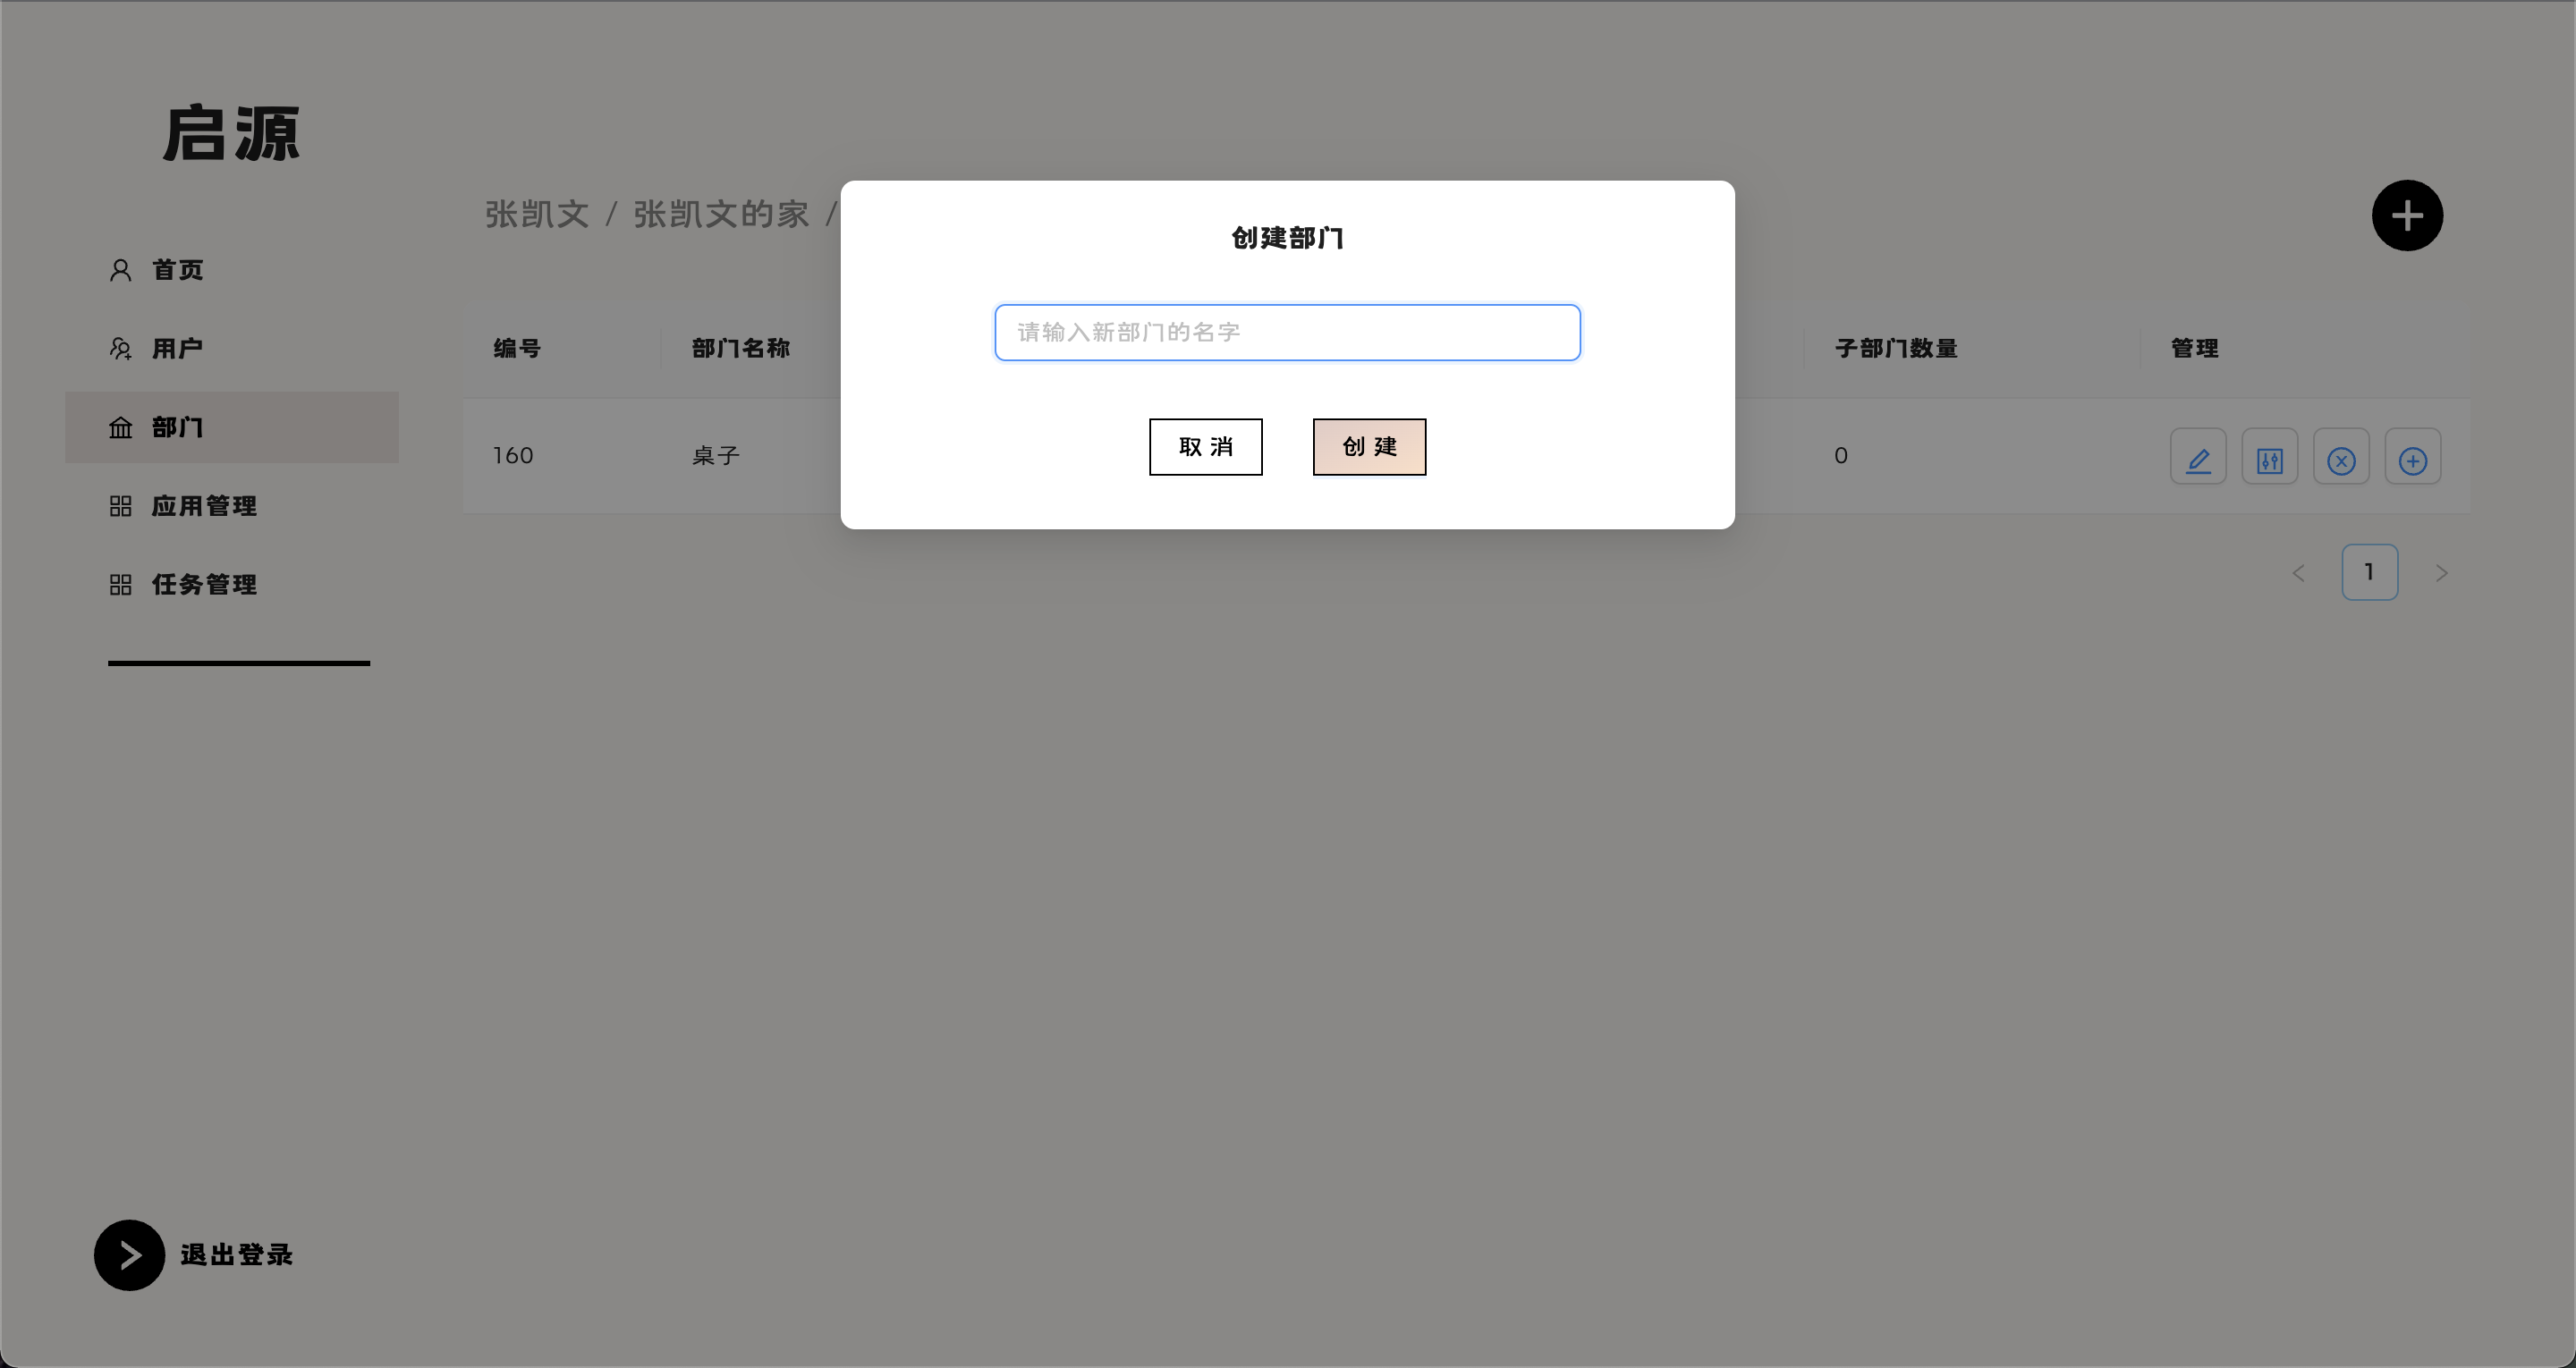 启源
张凯文 / 张凯文的家 /
首页
用户
部门
应用管理
任务管理
退出登录
创建部门
请输入新部门的名字
取 消
创 建
编号
部门名称
子部门数量
管理
160
桌子
0
1